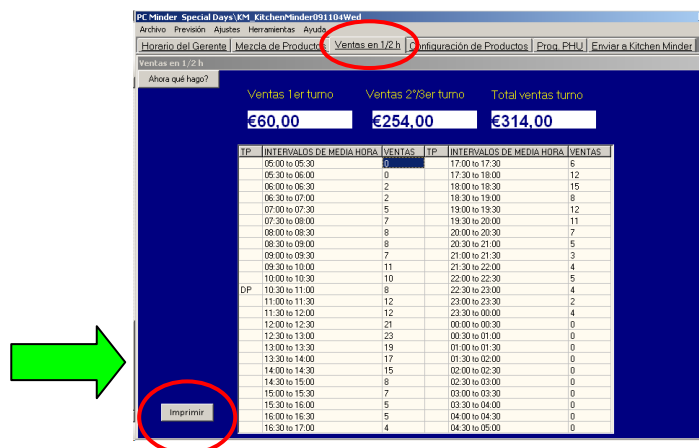 PC Minder Special Days\KM_KitchenMinder091104Wed
Archivo Previsión Ajustes Herramientas Ayuda
Horario del Gerente Mezcla de Productos Ventas en 1/2 h Configuración de Productos Prog. PHU Enviar a Kitchen Minder
Ventas en 1/2 h
Ahora qué hago?
Ventas 1er turno Ventas 2º/3er turno Total ventas turno
€60,00 €254,00 €314,00
TP INTERVALOS DE MEDIA HORA VENTAS TP INTERVALOS DE MEDIA HORA VENTAS
05:00 to 05:30 0 17:00 to 17:30 6
05:30 to 06:00 0 17:30 to 18:00 12
06:00 to 06:30 2 18:00 to 18:30 15
06:30 to 07:00 2 18:30 to 19:00 8
07:00 to 07:30 5 19:00 to 19:30 12
07:30 to 08:00 7 19:30 to 20:00 11
08:00 to 08:30 8 20:00 to 20:30 7
08:30 to 09:00 8 20:30 to 21:00 5
09:00 to 09:30 7 21:00 to 21:30 3
09:30 to 10:00 11 21:30 to 22:00 4
10:00 to 10:30 10 22:00 to 22:30 5
DP 10:30 to 11:00 8 22:30 to 23:00 4
11:00 to 11:30 12 23:00 to 23:30 2
11:30 to 12:00 12 23:30 to 00:00 4
12:00 to 12:30 21 00:00 to 00:30 0
12:30 to 13:00 23 00:30 to 01:00 0
13:00 to 13:30 19 01:00 to 01:30 0
13:30 to 14:00 17 01:30 to 02:00 0
14:00 to 14:30 15 02:00 to 02:30 0
14:30 to 15:00 8 02:30 to 03:00 0
15:00 to 15:30 7 03:00 to 03:30 0
15:30 to 16:00 5 03:30 to 04:00 0
16:00 to 16:30 5 04:00 to 04:30 0
16:30 to 17:00 4 04:30 to 05:00 0
Imprimir